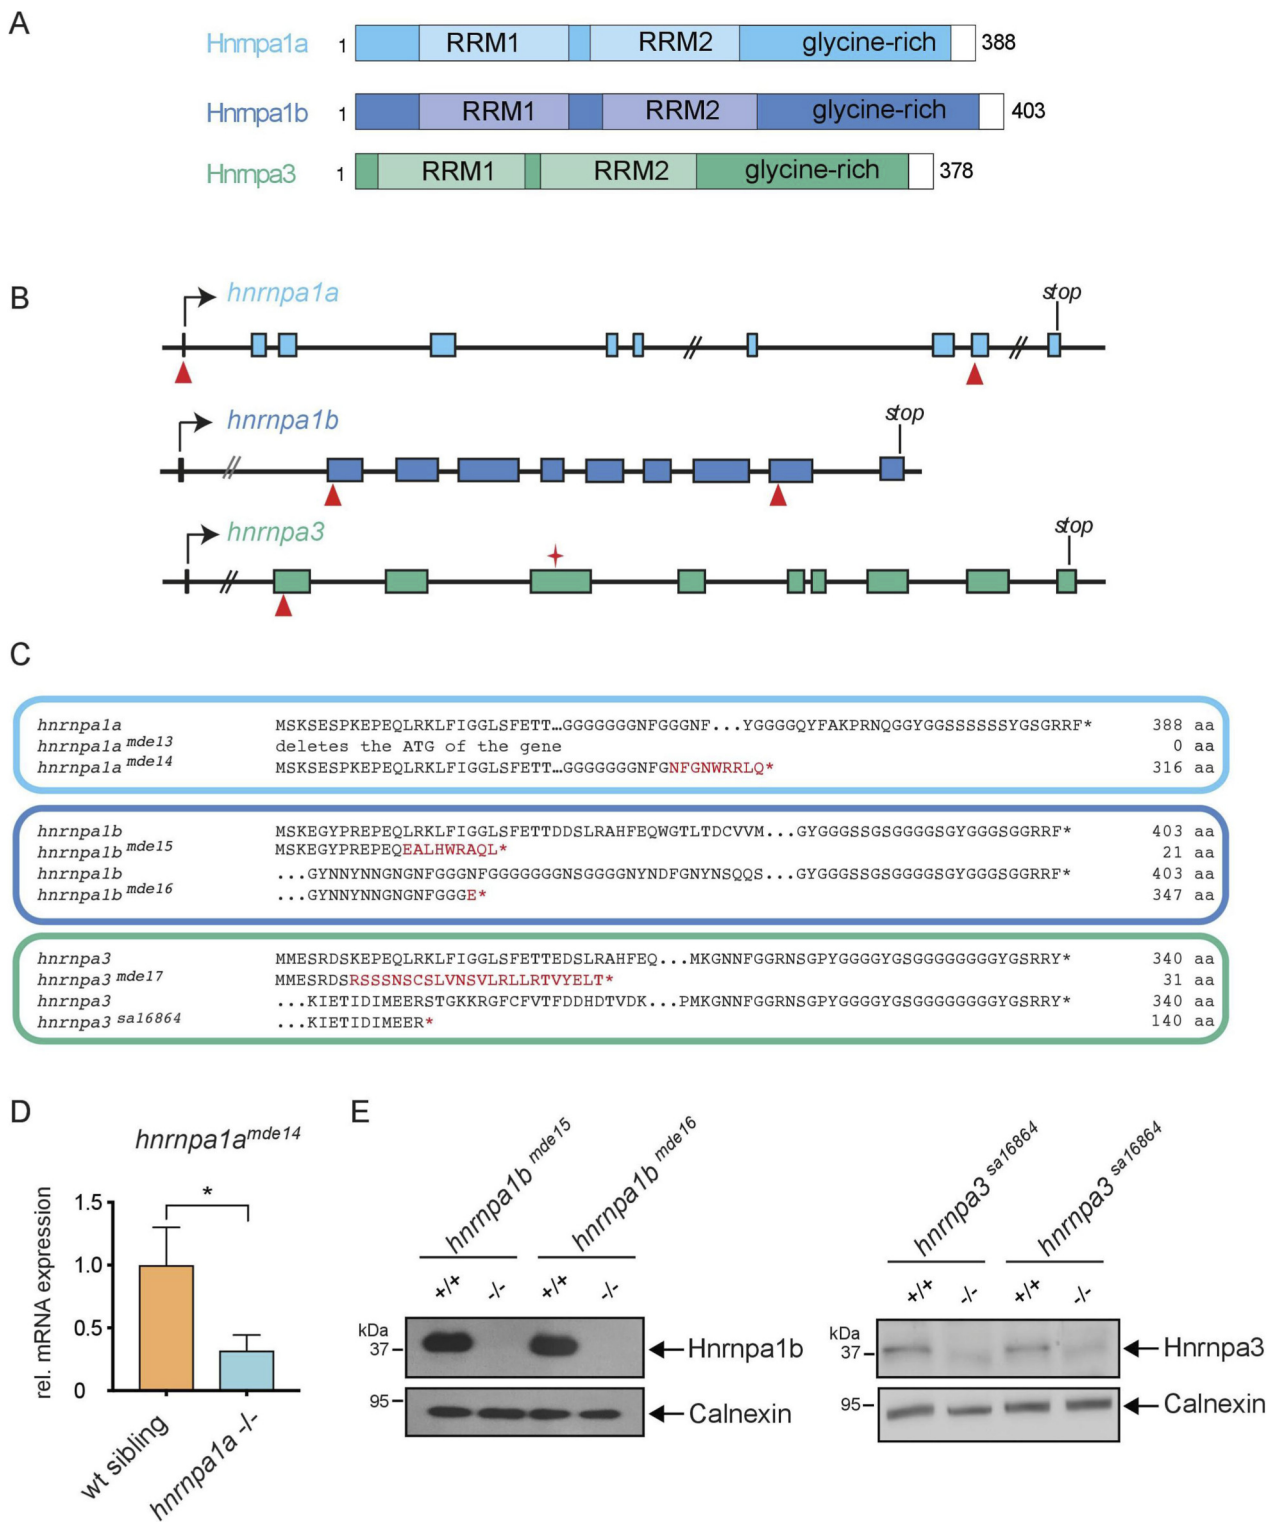 A
Hnrnpa1a 1 RRM1 RRM2 glycine-rich 388
Hnrnpa1b 1 RRM1 RRM2 glycine-rich 403
Hnrnpa3 1 RRM1 RRM2 glycine-rich 378
B
hnrnpa1a stop
hnrnpa1b stop
hnrnpa3 stop
C
hnrnpa1a MSKSESPKEPEQLRKLFIGGLSFETT...GGGGGGGNFGGGNF...YGGGGQYFAKPRNQGGYGGSSSSSSYGSGRRF* 388 aa
hnrnpa1a mde13 deletes the ATG of the gene 0 aa
hnrnpa1a mde14 MSKSESPKEPEQLRKLFIGGLSFETT...GGGGGGGNFGNFGNWRRLQ* 316 aa
hnrnpa1b MSKEGYPREPEQLRKLFIGGLSFETTDDSLRAHFEQWGTLTDCVVM...GYGGGSSGSGGGGSGYGGGSGGRRF* 403 aa
hnrnpa1b mde15 MSKEGYPREPEQEALHWRAQL* 21 aa
hnrnpa1b ...GYNNYNNGNGNFGGGNFGGGGGGGNSGGGGNYNDFGNYNSQQS...GYGGGSSGSGGGGSGYGGGSGGRRF* 403 aa
hnrnpa1b mde16 ...GYNNYNNGNGNFGGGE* 347 aa
hnrnpa3 MMESRDSKEPEQLRKLFIGGLSFETTEDSLRAHFEQ...MKGNNFGGRNSGPYGGGGYGSGGGGGGGGYGSRRY* 340 aa
hnrnpa3 mde17 MMESRDSRSSSNSCSLVNSVLRLLRTVYELT* 31 aa
hnrnpa3 ...KIETIDIMEERSTGKKRGFCFVTFDDHDTVDK...PMKGNNFGGRNSGPYGGGGYGSGGGGGGGGYGSRRY* 340 aa
hnrnpa3 sa16864 ...KIETIDIMEER* 140 aa
D
hnrnpa1a mde14
rel. mRNA expression
1.5
1.0
0.5
0
*
wt sibling
hnrnpa1a -/-
E
hnrnpa1b mde15 hnrnpa1b mde16
+/+ -/- +/+ -/-
kDa
37 Hnrnpa1b
95 Calnexin
hnrnpa3 sa16864 hnrnpa3 sa16864
+/+ -/- +/+ -/-
kDa
37 Hnrnpa3
95 Calnexin